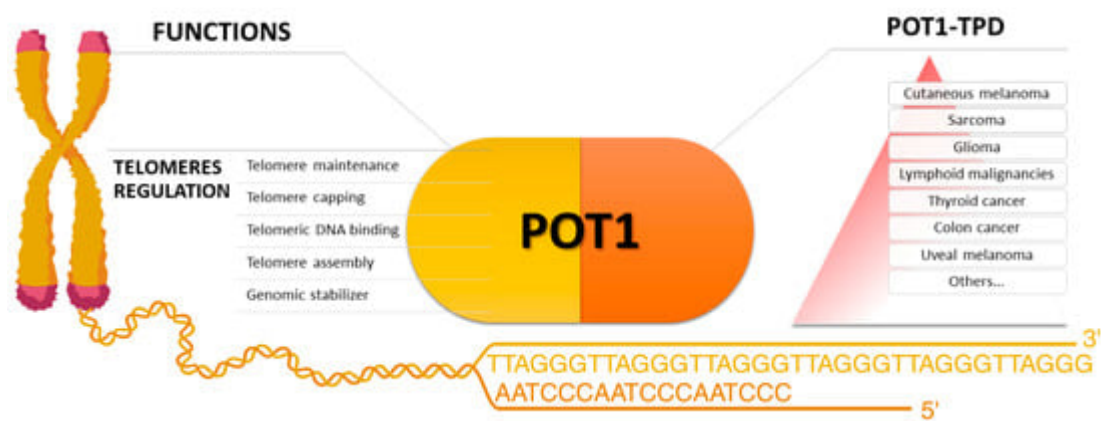 FUNCTIONS
POT1-TPD
TELOMERES
REGULATION
Telomere maintenance
Telomere capping
Telomeric DNA binding
Telomere assembly
Genomic stabilizer
POT1
Cutaneous melanoma
Sarcoma
Glioma
Lymphoid malignancies
Thyroid cancer
Colon cancer
Uveal melanoma
Others...
3'
TTAGGGTTAGGGTTAGGGTTAGGGTTAGGGTTAGGG
AATCCCAATCCCAATCCC
5'